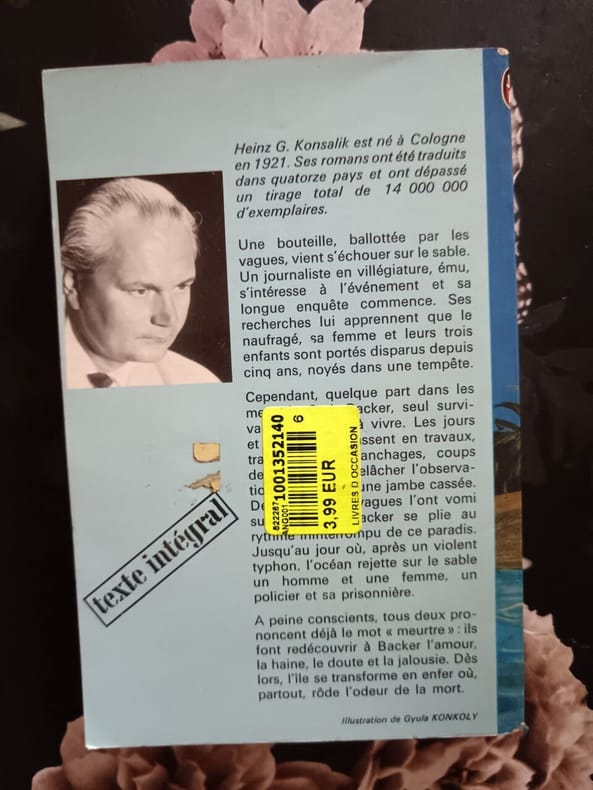 Heinz G. Konsalik est né à Cologne
en 1921. Ses romans ont été traduits
dans quatorze pays et ont dépassé
un tirage total de 14 000 000
d'exemplaires.
Une bouteille, ballottée par les
vagues, vient s'échouer sur le sable.
Un journaliste en villégiature, ému,
s'intéresse à l'événement et sa
longue enquête commence. Ses
recherches lui apprennent que le
naufragé, sa femme et leurs trois
enfants sont portés disparus depuis
cinq ans, noyés dans une tempête.
Cependant, quelque part dans les
acker, seul survi-
vivre. Les jours
et issent en travaux,
anchages, coups
elâcher l'observa-
une jambe cassée.
vagues l'ont vomi
acker se plie au
de ce paradis.
Jusqu'au jour où, après un violent
typhon, l'océan rejette sur le sable
un homme et une femme, un
policier et sa prisonnière.
A peine conscients, tous deux pro-
noncent déjà le mot « meurtre » : ils
font redécouvrir à Backer l'amour,
la haine, le doute et la jalousie. Dès
lors, l'île se transforme en enfer où,
partout, rôde l'odeur de la mort.
Illustration de Gyula KONKOLY
texte intégral
1001352140
6
3,99 EUR
LIVRES D OCCASION
ANG001